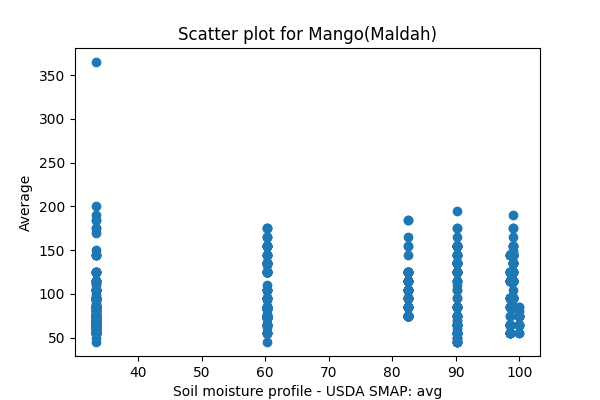 Scatter plot for Mango(Maldah)
350
300
250
200
150
100
50
Average
40 50 60 70 80 90 100
Soil moisture profile - USDA SMAP: avg